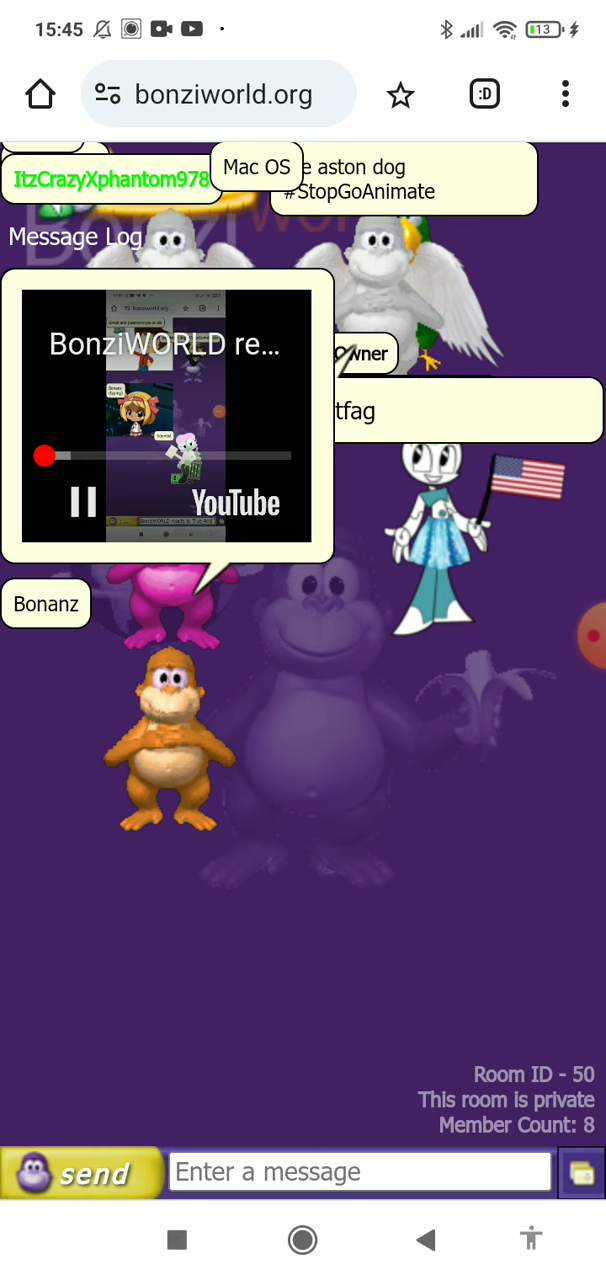 15:45
13
bonziworld.org
:D
Mac OS
e aston dog
ItzCrazyXphantom978
#StopGoAnimate
Message Log
BonziWORLD re...
Owner
tfag
YouTube
Bonanz
Room ID - 50
This room is private
Member Count: 8
send
Enter a message